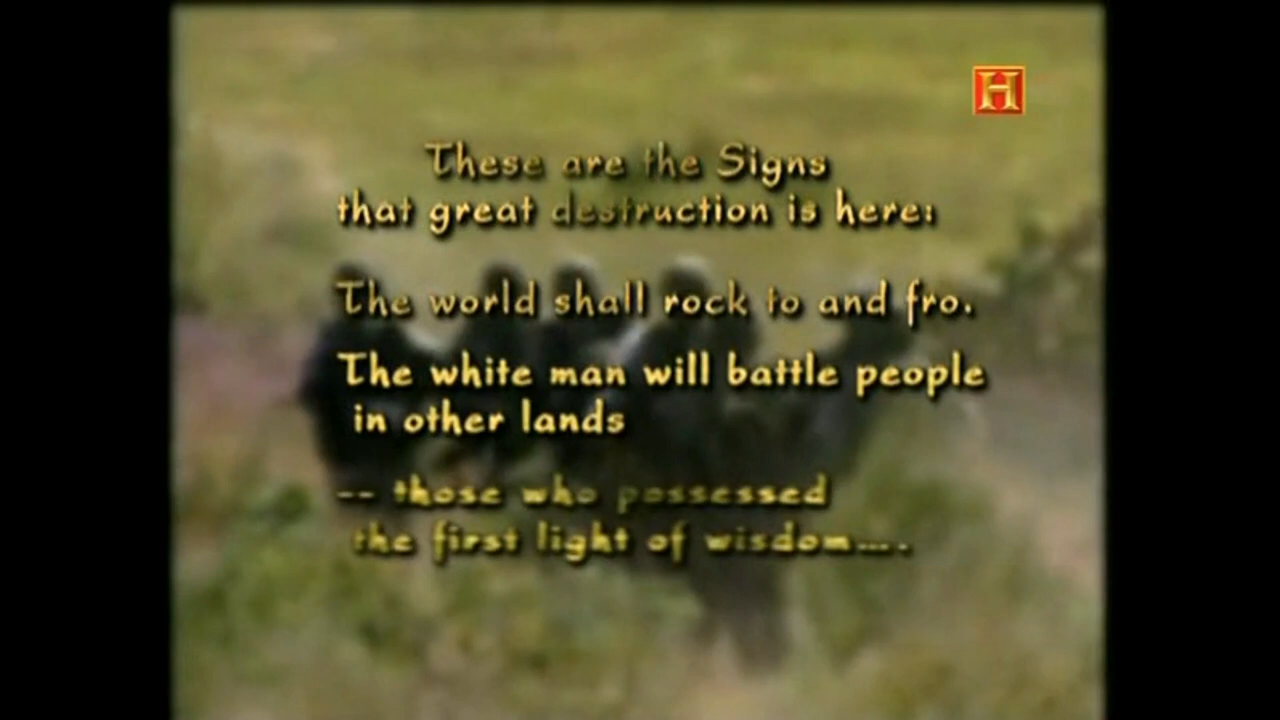 H
These are the Signs
that great destruction is here:
The world shall rock to and fro.
The white man will battle people
in other lands
-- those who possessed
the first light of wisdom....